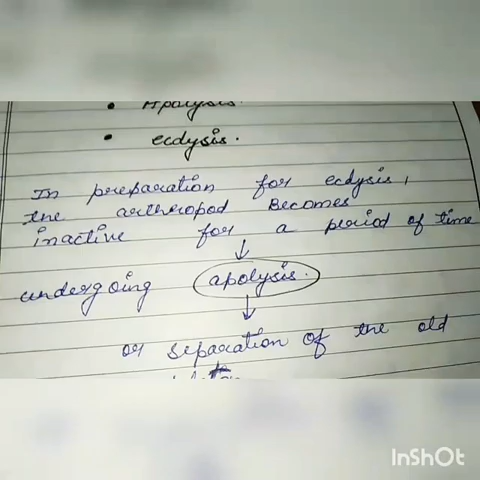 • Apolysis.
• ecdysis.
In preparation for ecdysis,
the arthropod Becomes
inactive for a period of time
undergoing apolysis.
or separation of the old
InShOt